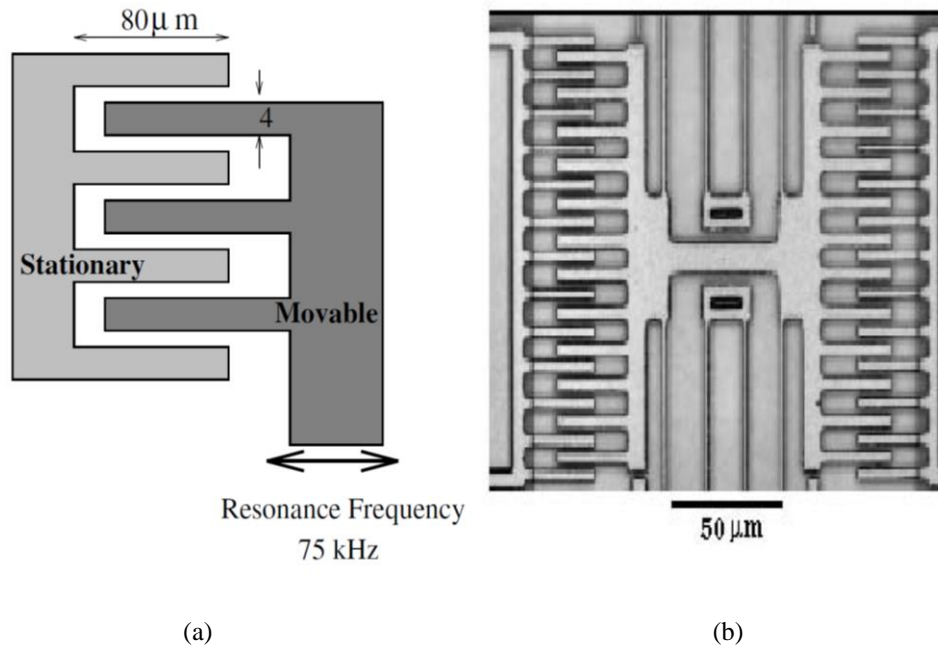 80μ m
4
Stationary
Movable
Resonance Frequency
75 kHz
50 μm
(a)
(b)